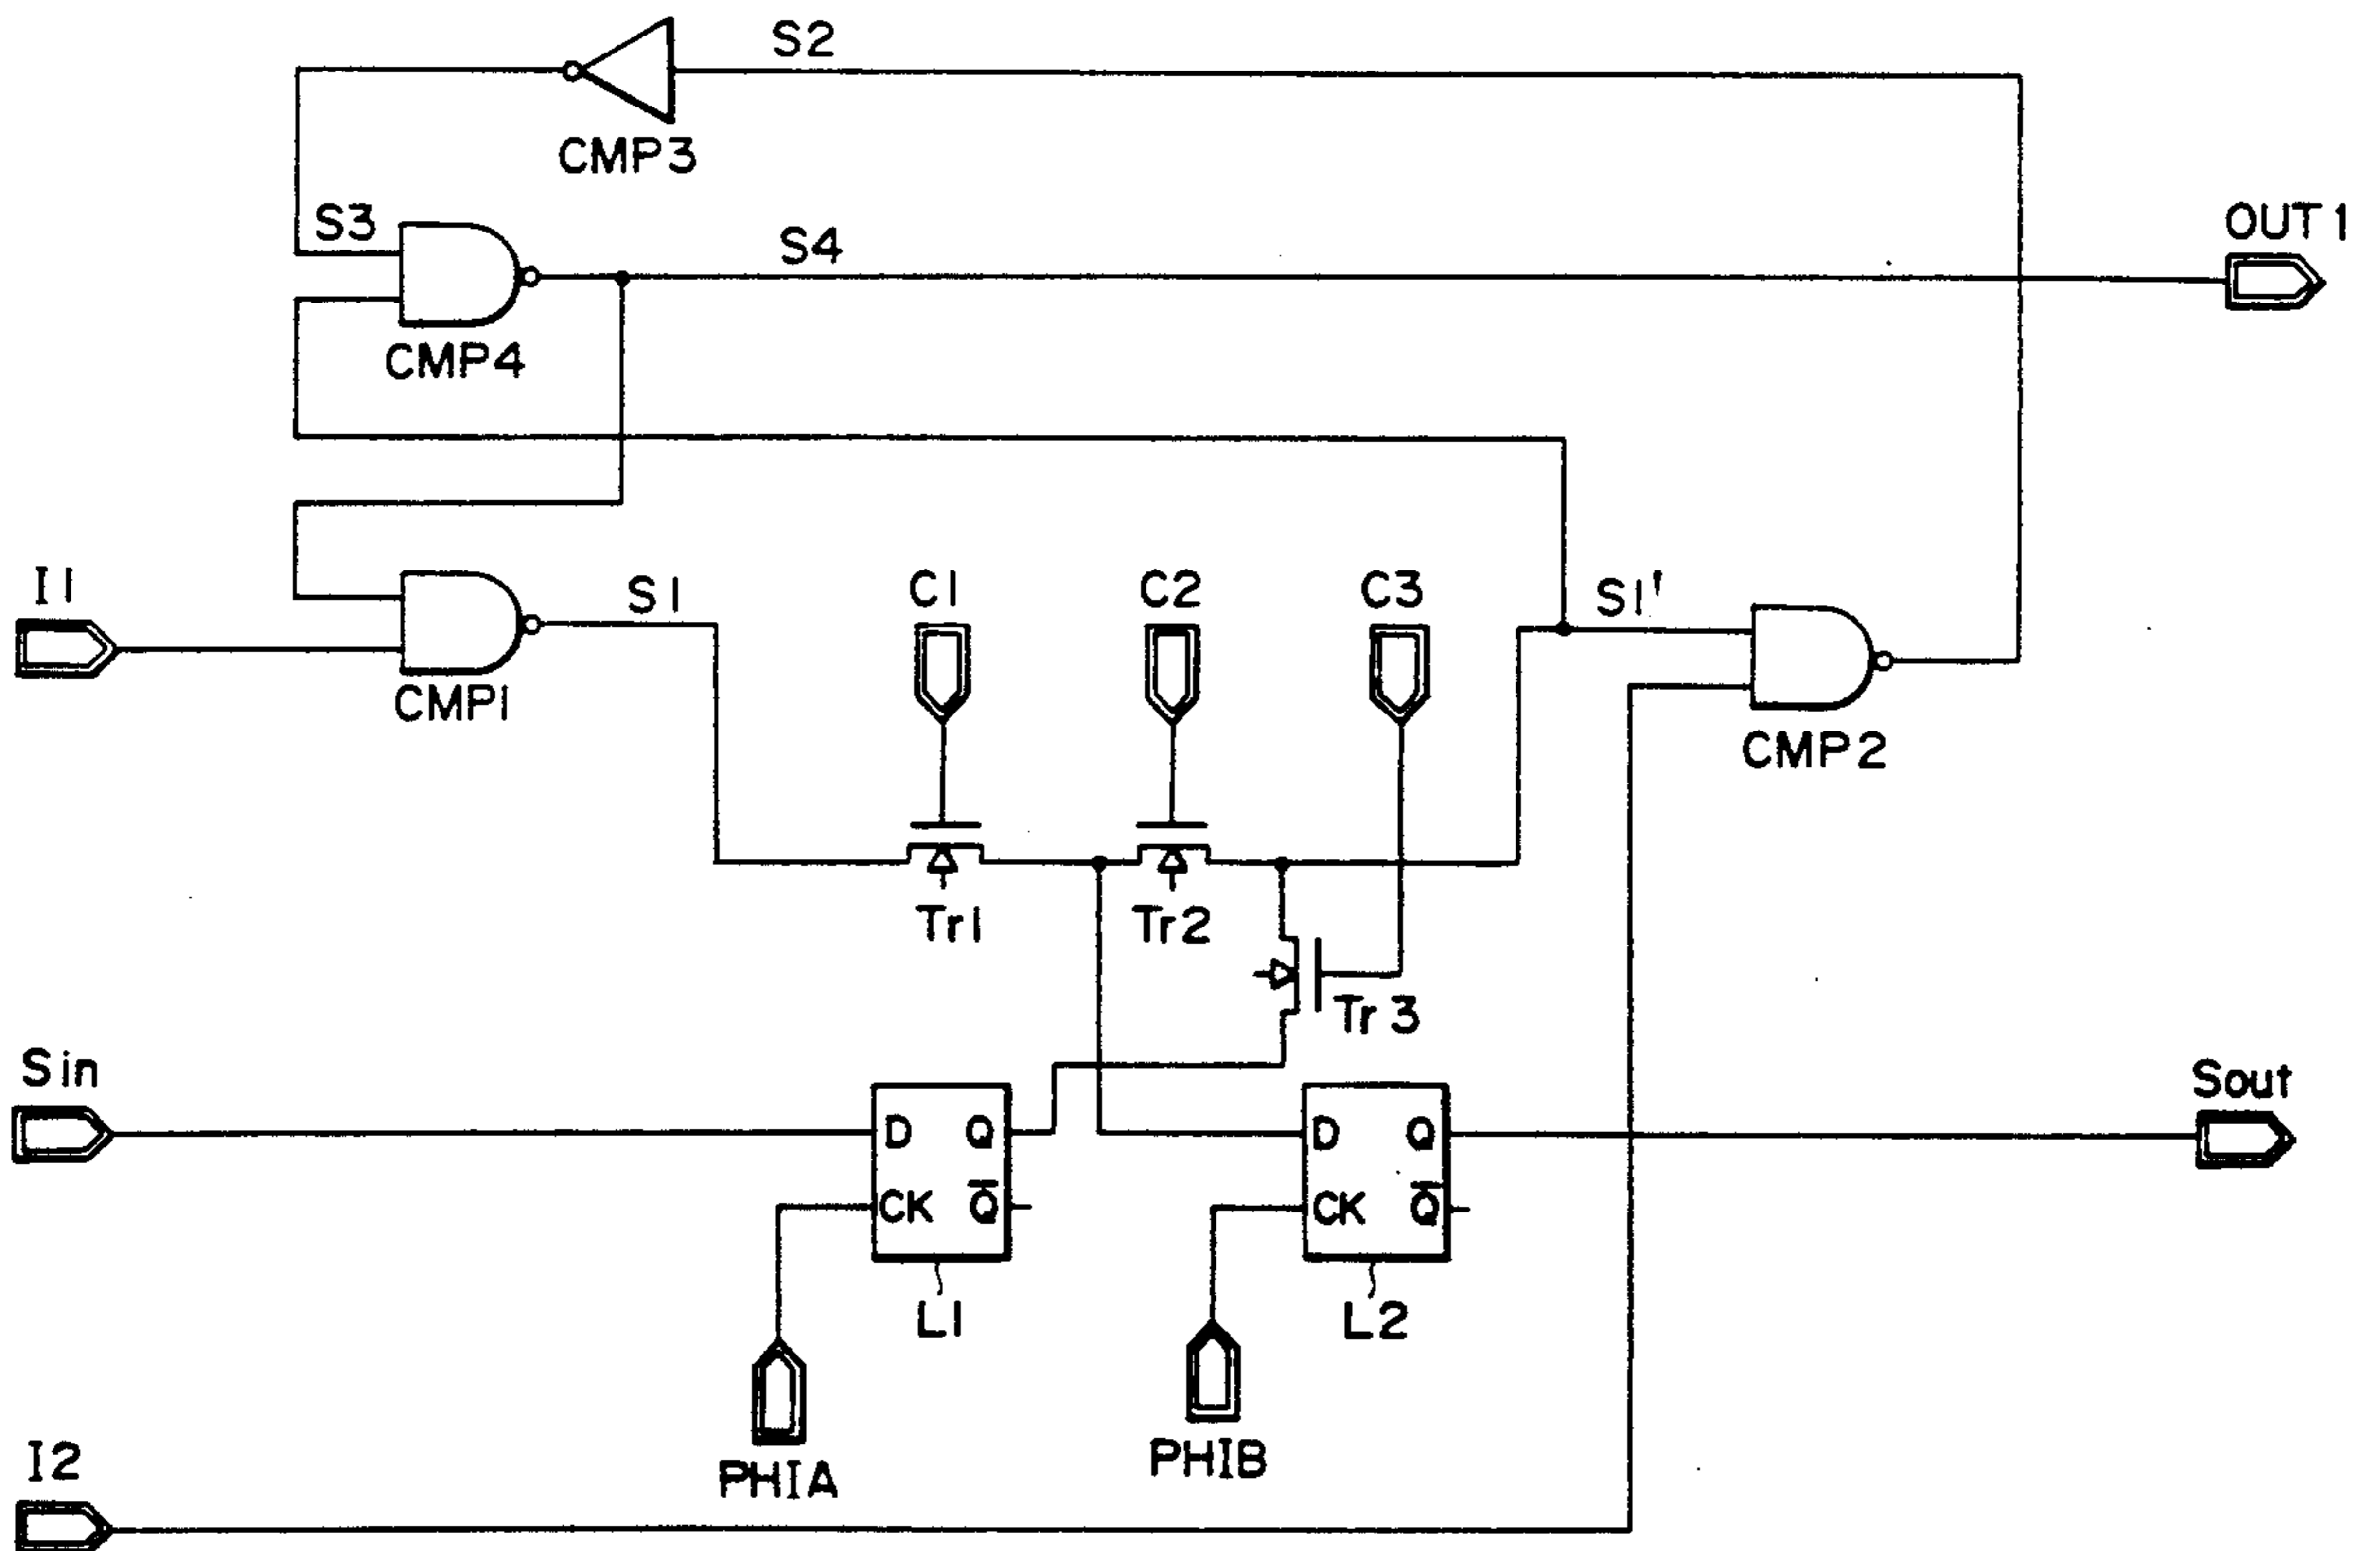 S2
CMP3
S3
S4
OUT1
CMP4
I1
S1
C1
C2
C3
S1'
CMP1
CMP2
Tr1
Tr2
Tr3
Sin
Sout
D Q
CK Q̅
D Q
CK Q̅
L1
L2
PHIA
PHIB
I2